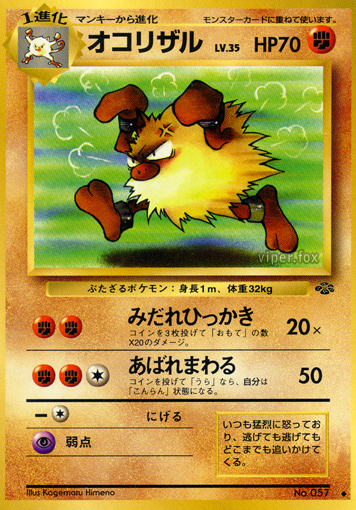 1進化 マンキーから進化 モンスターカードに重ねて使います。
オコリザル LV.35 HP70
viper.fox
ぶたざるポケモン：身長1m、体重32kg
みだれひっかき 20×
コインを3枚投げて「おもて」の数
X20のダメージ。
あばれまわる 50
コインを投げて「うら」なら、自分は
「こんらん」状態になる。
ー にげる
弱点
いつも猛烈に怒ってお
り、逃げても逃げてもど
こまでも追いかけて
くる。
Illus.Kagemaru Himeno
No.057